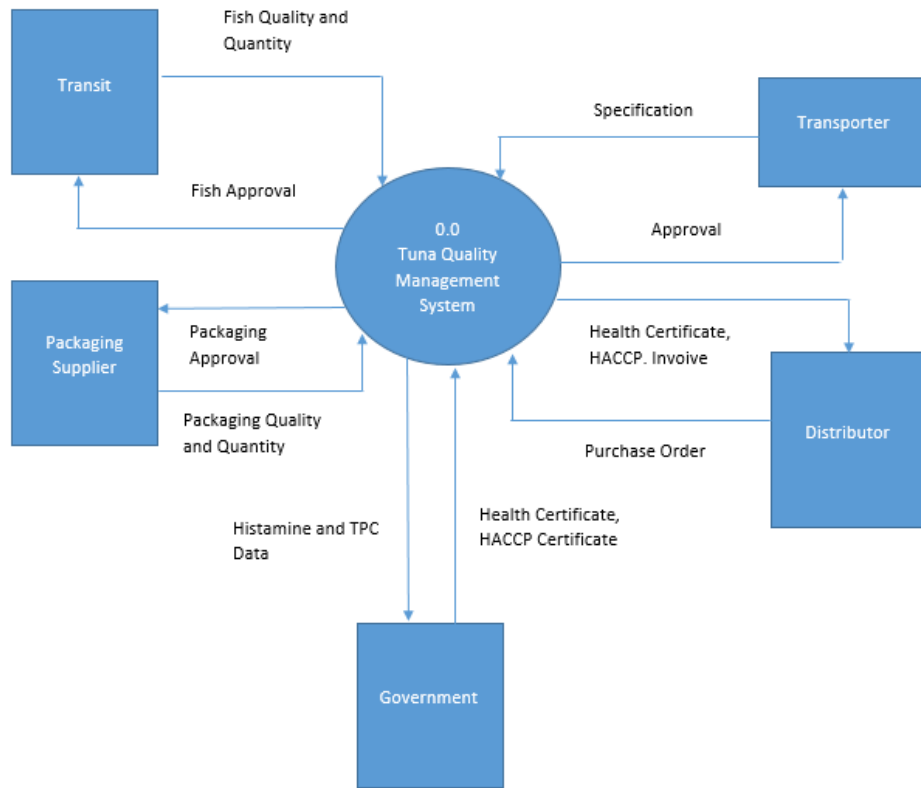 Fish Quality and
Quantity
Transit
Specification
Transporter
Fish Approval
Approval
0.0
Tuna Quality
Management
System
Packaging
Supplier
Packaging
Approval
Health Certificate,
HACCP. Invoive
Packaging Quality
and Quantity
Distributor
Purchase Order
Histamine and TPC
Data
Health Certificate,
HACCP Certificate
Government